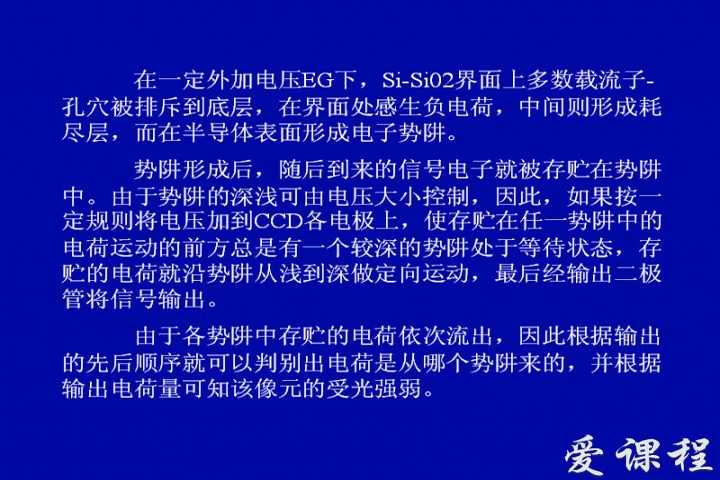 在一定外加电压EG下，Si-Si02界面上多数载流子-
孔穴被排斥到底层，在界面处感生负电荷，中间则形成耗
尽层，而在半导体表面形成电子势阱。
势阱形成后，随后到来的信号电子就被存贮在势阱
中。由于势阱的深浅可由电压大小控制，因此，如果按一
定规则将电压加到CCD各电极上，使存贮在任一势阱中的
电荷运动的前方总是有一个较深的势阱处于等待状态，存
贮的电荷就沿势阱从浅到深做定向运动，最后经输出二极
管将信号输出。
由于各势阱中存贮的电荷依次流出，因此根据输出
的先后顺序就可以判别出电荷是从哪个势阱来的，并根据
输出电荷量可知该像元的受光强弱。
爱课程